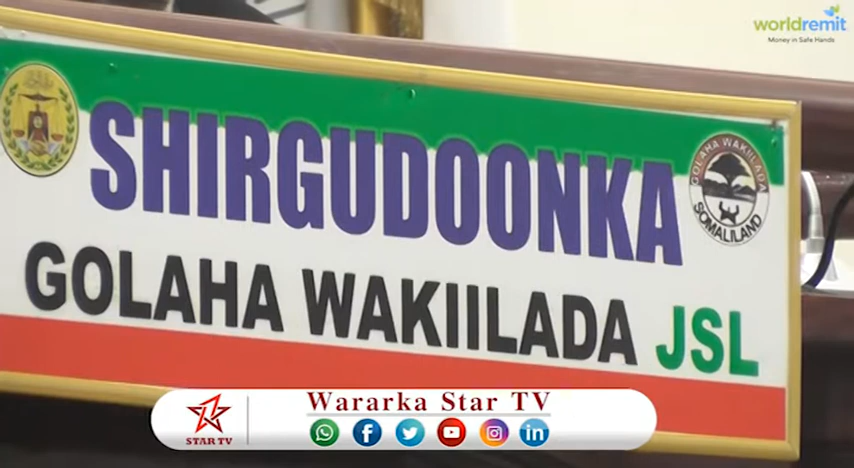 worldremit
Money in Safe Hands
SHIRGUDOONKA
GOLAHA WAKIILADA
SOMALILAND
GOLAHA WAKIILADA JSL
Wararka Star TV
STAR TV